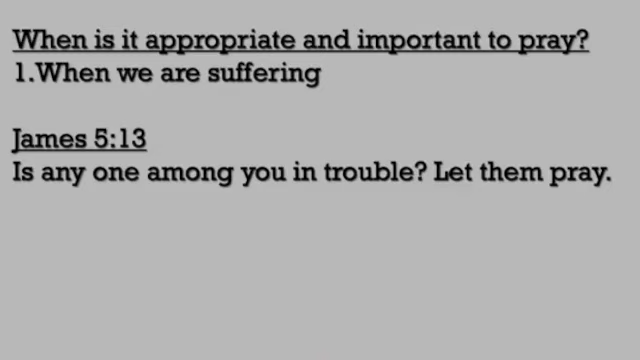 When is it appropriate and important to pray?
1.When we are suffering
James 5:13
Is any one among you in trouble? Let them pray.